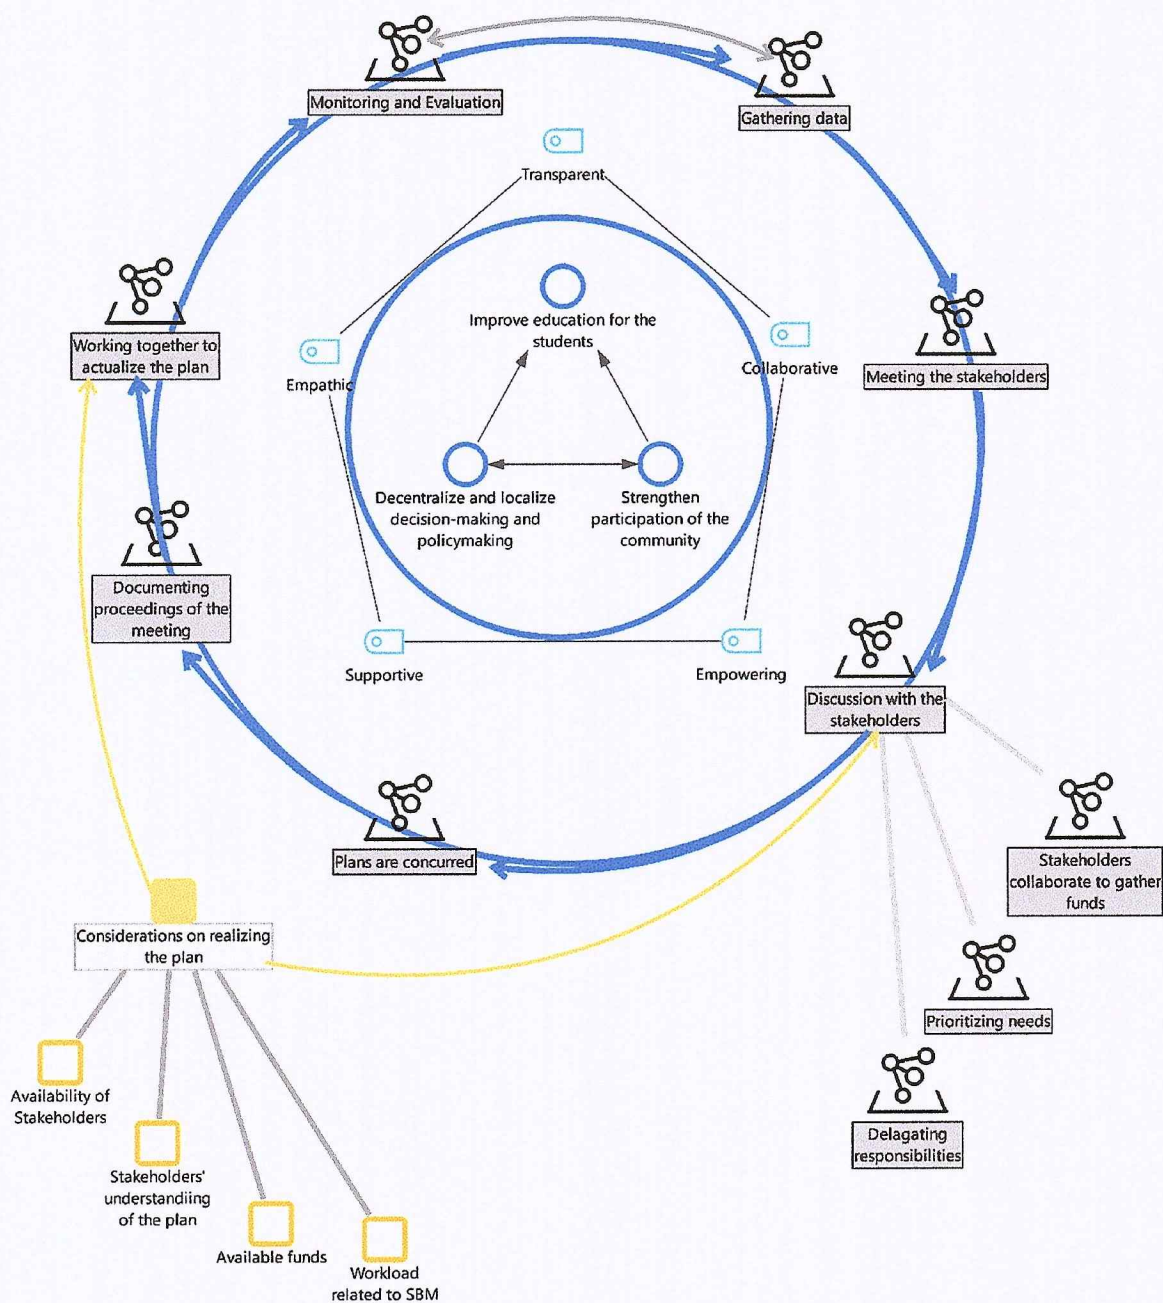 Monitoring and Evaluation
Gathering data
Transparent
Improve education for the
students
Working together to
actualize the plan
Empathic
Collaborative
Meeting the stakeholders
Decentralize and localize
decision-making and
policymaking
Strengthen
participation of the
community
Documenting
proceedings of the
meeting
Supportive
Empowering
Discussion with the
stakeholders
Plans are concurred
Stakeholders
collaborate to gather
funds
Considerations on realizing
the plan
Prioritizing needs
Availability of
Stakeholders
Delagating
responsibilities
Stakeholders'
understandiing
of the plan
Available funds
Workload
related to SBM